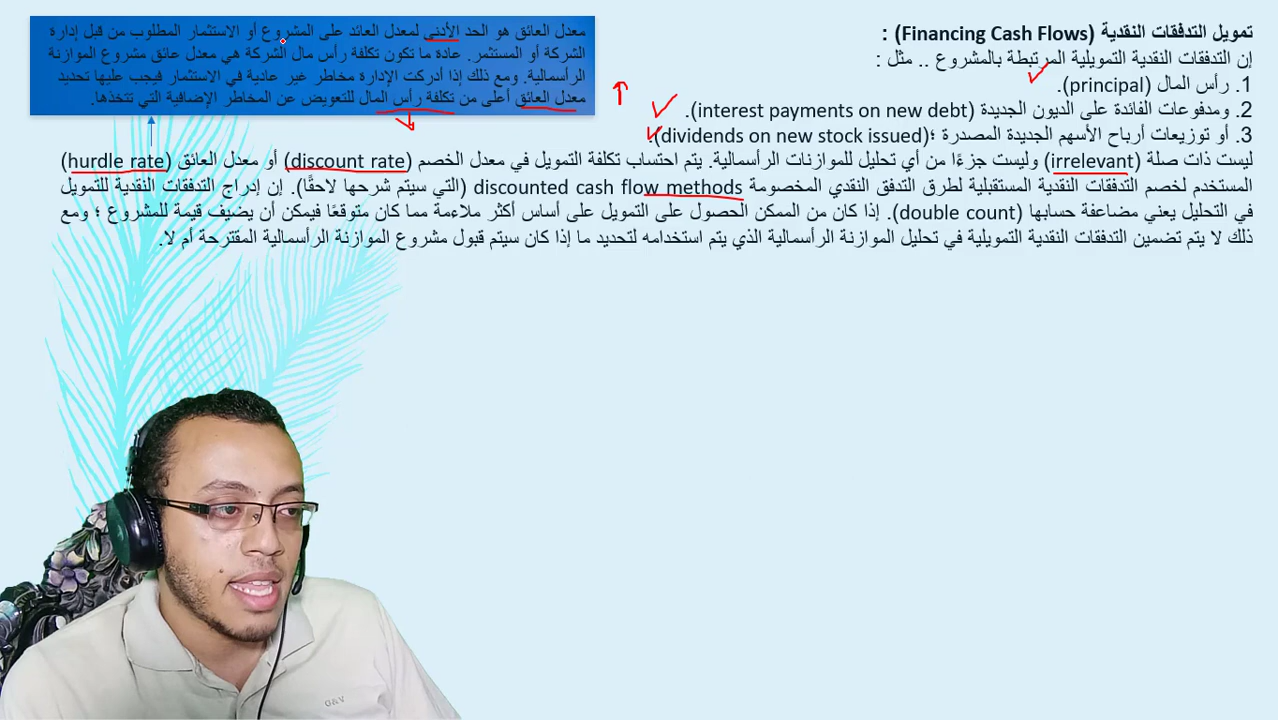 معدل العائق هو الحد الأدنى لمعدل العائد على المشروع أو الاستثمار المطلوب من قبل إدارة
الشركة أو المستثمر. عادة ما تكون تكلفة رأس مال الشركة هي معدل عائق مشروع الموازنة
الرأسمالية. ومع ذلك إذا أدركت الإدارة مخاطر غير عادية في الاستثمار فيجب عليها تحديد
معدل العائق أعلى من تكلفة رأس المال للتعويض عن المخاطر الإضافية التي تتخذها.
تمويل التدفقات النقدية (Financing Cash Flows) :
إن التدفقات النقدية التمويلية المرتبطة بالمشروع .. مثل :
1. رأس المال (principal).
2. ومدفوعات الفائدة على الديون الجديدة (interest payments on new debt).
3. أو توزيعات أرباح الأسهم الجديدة المصدرة ؛(dividends on new stock issued).
ليست ذات صلة (irrelevant) وليست جزءًا من أي تحليل للموازنات الرأسمالية. يتم احتساب تكلفة التمويل في معدل الخصم (discount rate) أو معدل العائق (hurdle rate)
المستخدم لخصم التدفقات النقدية المستقبلية لطرق التدفق النقدي المخصومة discounted cash flow methods (التي سيتم شرحها لاحقًا). إن إدراج التدفقات النقدية للتمويل
في التحليل يعني مضاعفة حسابها (double count). إذا كان من الممكن الحصول على التمويل على أساس أكثر ملاءمة مما كان متوقعًا فيمكن أن يضيف قيمة للمشروع ؛ ومع
ذلك لا يتم تضمين التدفقات النقدية التمويلية في تحليل الموازنة الرأسمالية الذي يتم استخدامه لتحديد ما إذا كان سيتم قبول مشروع الموازنة الرأسمالية المقترحة أم لا.
G&V